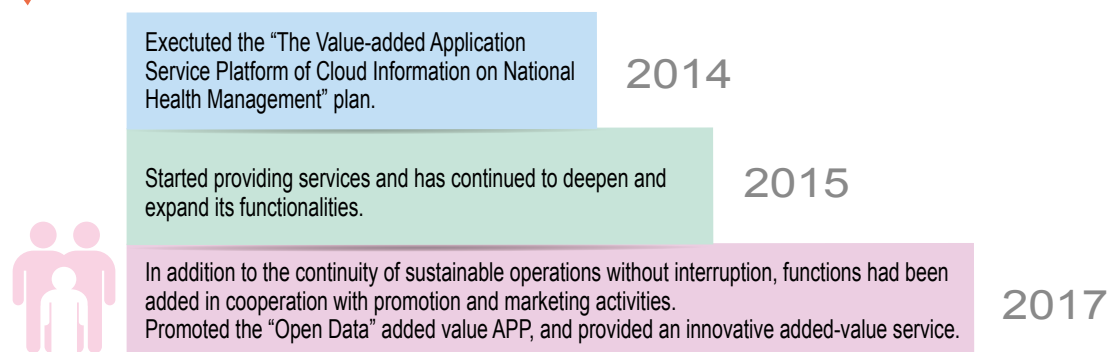 Exectuted the “The Value-added Application
Service Platform of Cloud Information on National
Health Management” plan.
2014
Started providing services and has continued to deepen and
expand its functionalities.
2015
In addition to the continuity of sustainable operations without interruption, functions had been
added in cooperation with promotion and marketing activities.
Promoted the “Open Data” added value APP, and provided an innovative added-value service.
2017